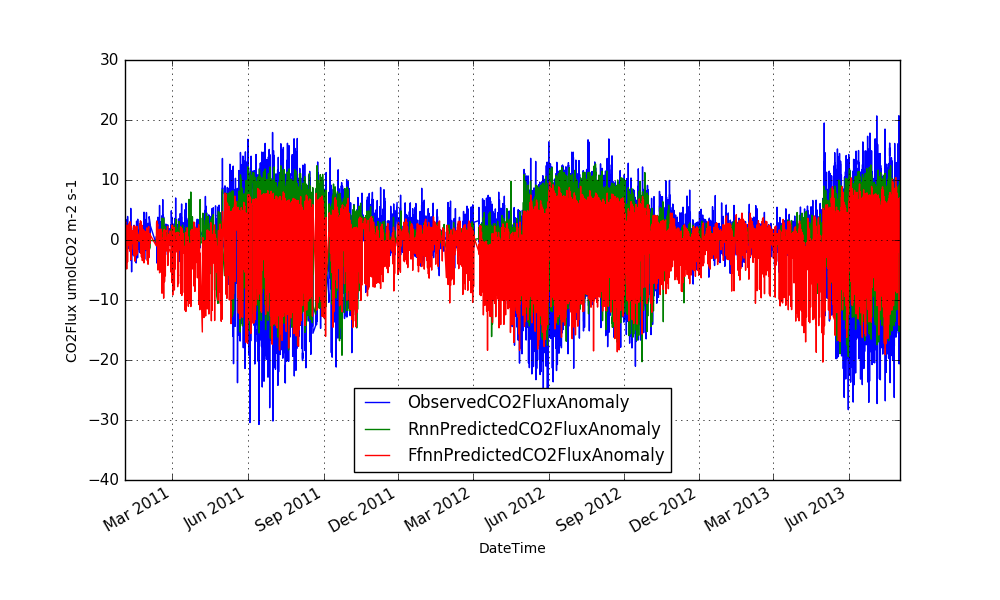 30
20
10
0
−10
−20
−30
−40
CO2Flux umolCO2 m-2 s-1
ObservedCO2FluxAnomaly
RnnPredictedCO2FluxAnomaly
FfnnPredictedCO2FluxAnomaly
Mar 2011
Jun 2011
Sep 2011
Dec 2011
Mar 2012
Jun 2012
Sep 2012
Dec 2012
Mar 2013
Jun 2013
DateTime